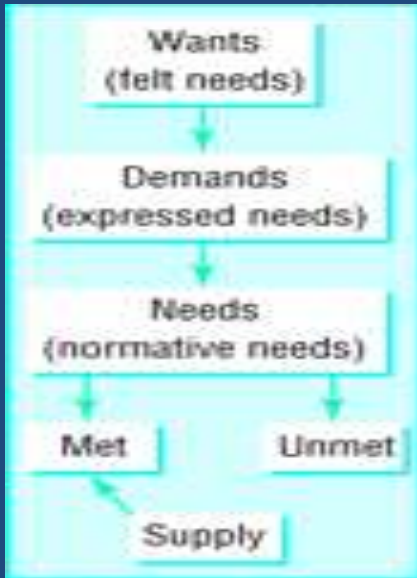 Wants
(felt needs)
Demands
(expressed needs)
Needs
(normative needs)
Met
Unmet
Supply